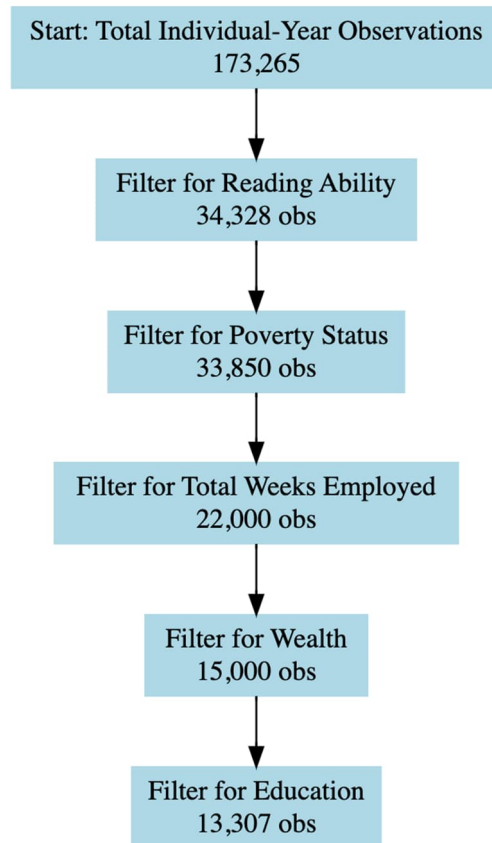 Start: Total Individual-Year Observations
173,265
Filter for Reading Ability
34,328 obs
Filter for Poverty Status
33,850 obs
Filter for Total Weeks Employed
22,000 obs
Filter for Wealth
15,000 obs
Filter for Education
13,307 obs